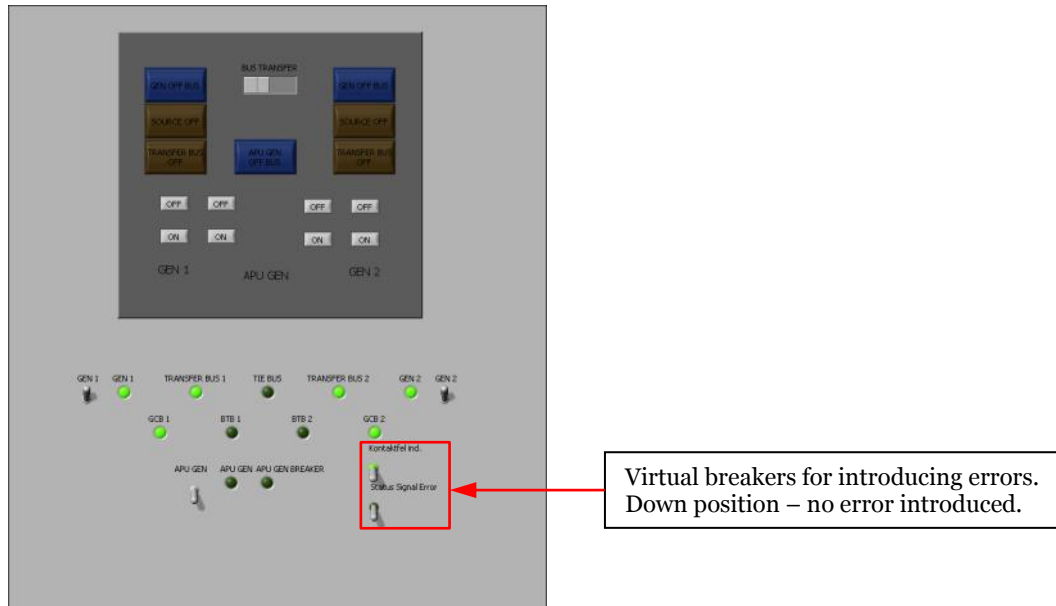 BUS TRANSFER
GEN OFF BUS
GEN OFF BUS
SOURCE OFF
SOURCE OFF
TRANSFER BUS
OFF
APU GEN
OFF BUS
TRANSFER BUS
OFF
OFF OFF OFF OFF
ON ON ON ON
GEN 1 APU GEN GEN 2
GEN 1 GEN 1 TRANSFER BUS 1 TIE BUS TRANSFER BUS 2 GEN 2 GEN 2
GCB 1 BTB 1 BTB 2 GCB 2
Kontaktfel ind.
APU GEN APU GEN APU GEN BREAKER
Status Signal Error
Virtual breakers for introducing errors.
Down position – no error introduced.